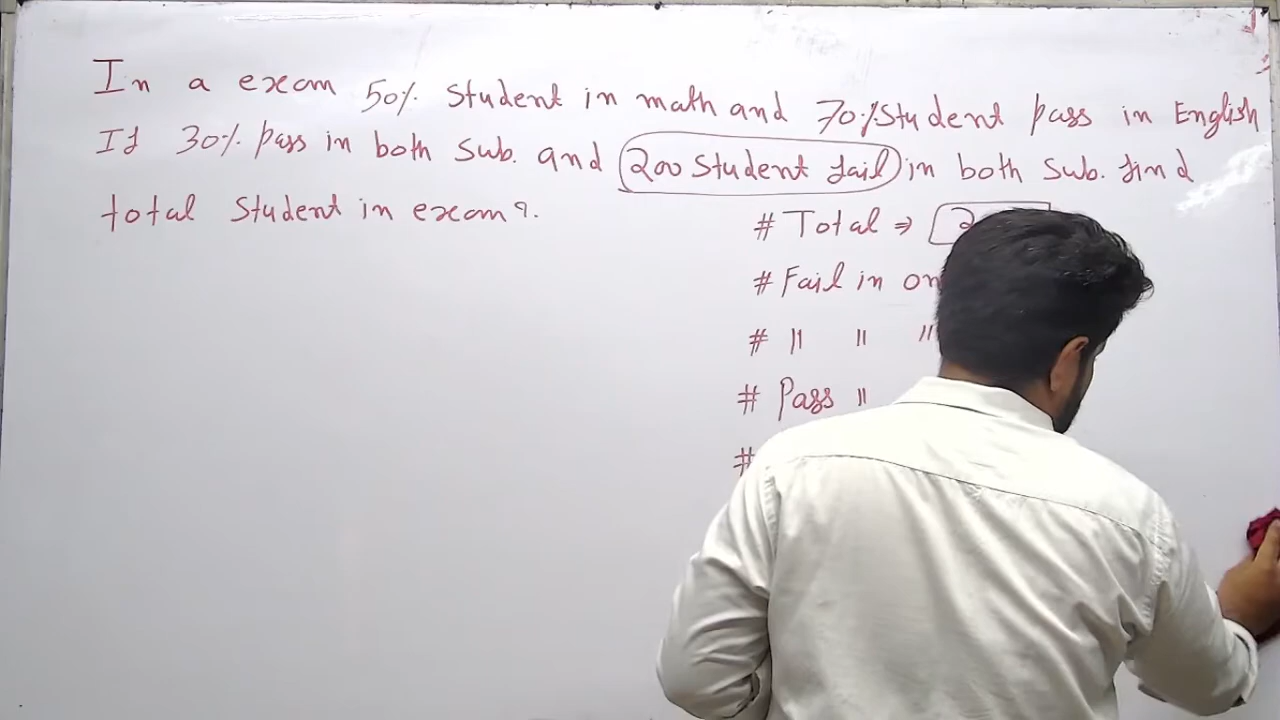 In a exam 50% student in math and 70% student pass in English
If 30% pass in both sub. and 200 student fail in both sub. find
total student in exam?.
# Total ⇒
# Fail in
# 〃 〃 〃
# Pass 〃
#